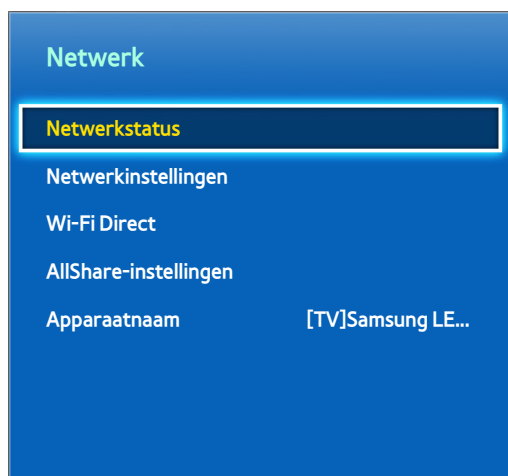 Netwerk
Netwerkstatus
Netwerkinstellingen
Wi-Fi Direct
AllShare-instellingen
Apparaatnaam [TV]Samsung LE...